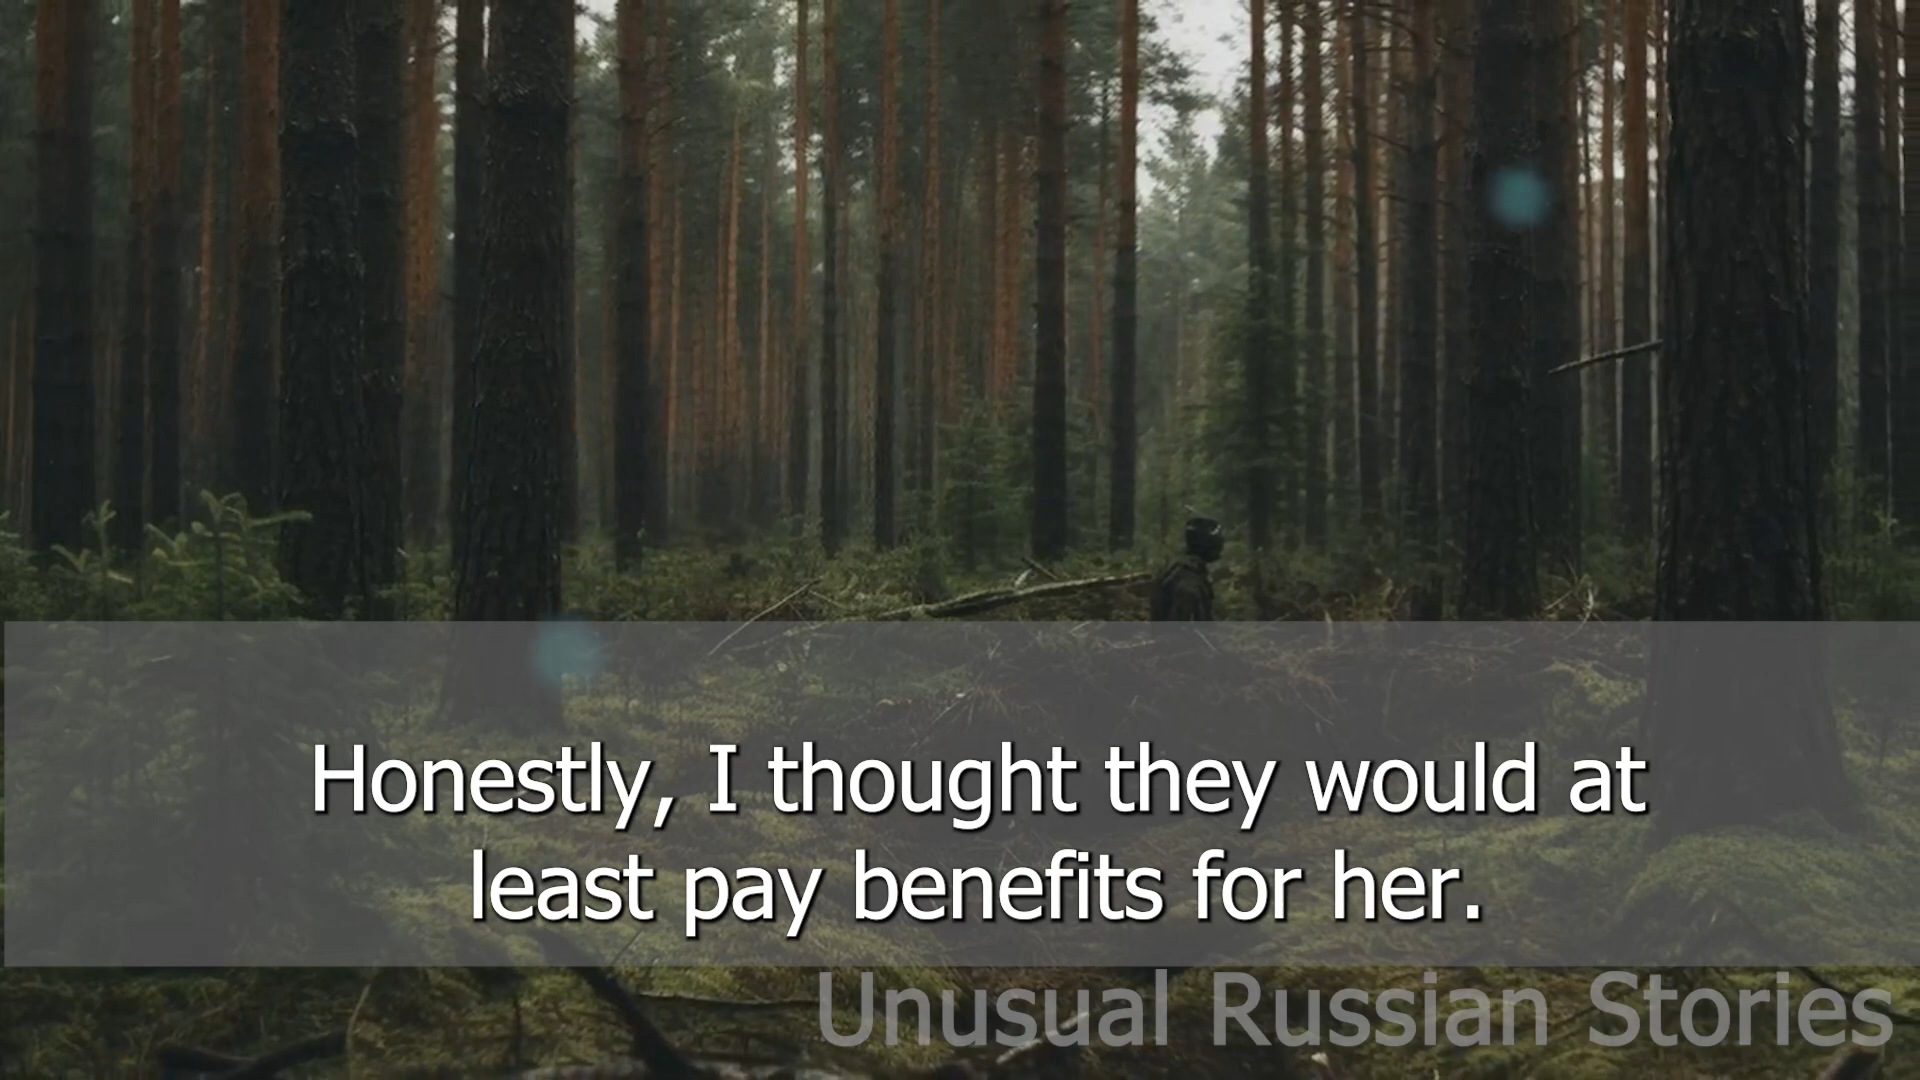 Honestly, I thought they would at
least pay benefits for her.
Unusual Russian Stories